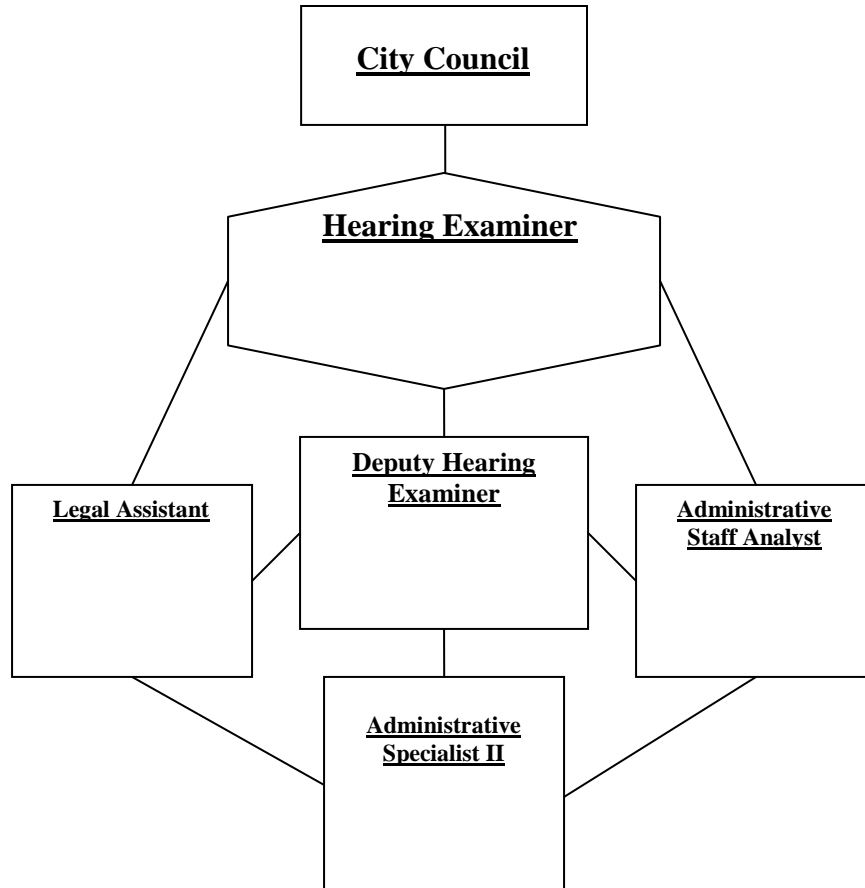 City Council
Hearing Examiner
Deputy Hearing
Examiner
Legal Assistant
Administrative
Staff Analyst
Administrative
Specialist II